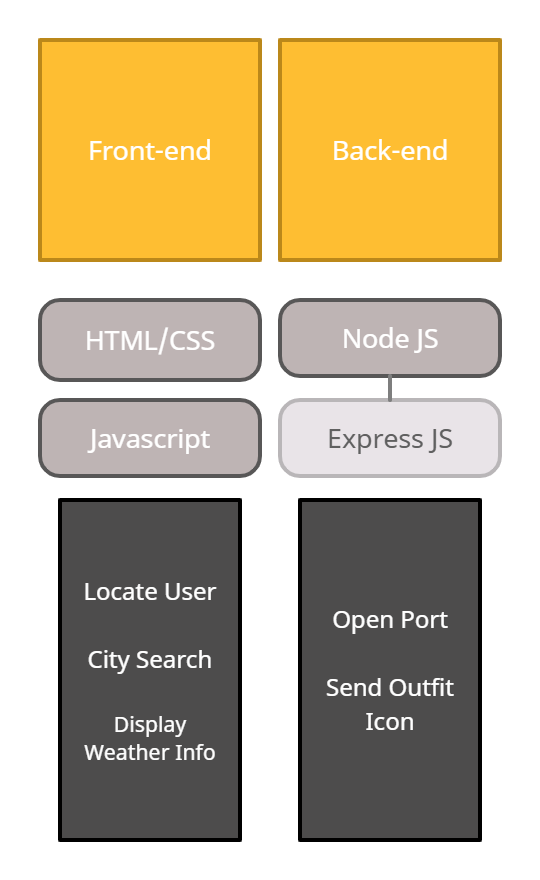 Front-end
Back-end
HTML/CSS
Node JS
Javascript
Express JS
Locate User
City Search
Display
Weather Info
Open Port
Send Outfit
Icon